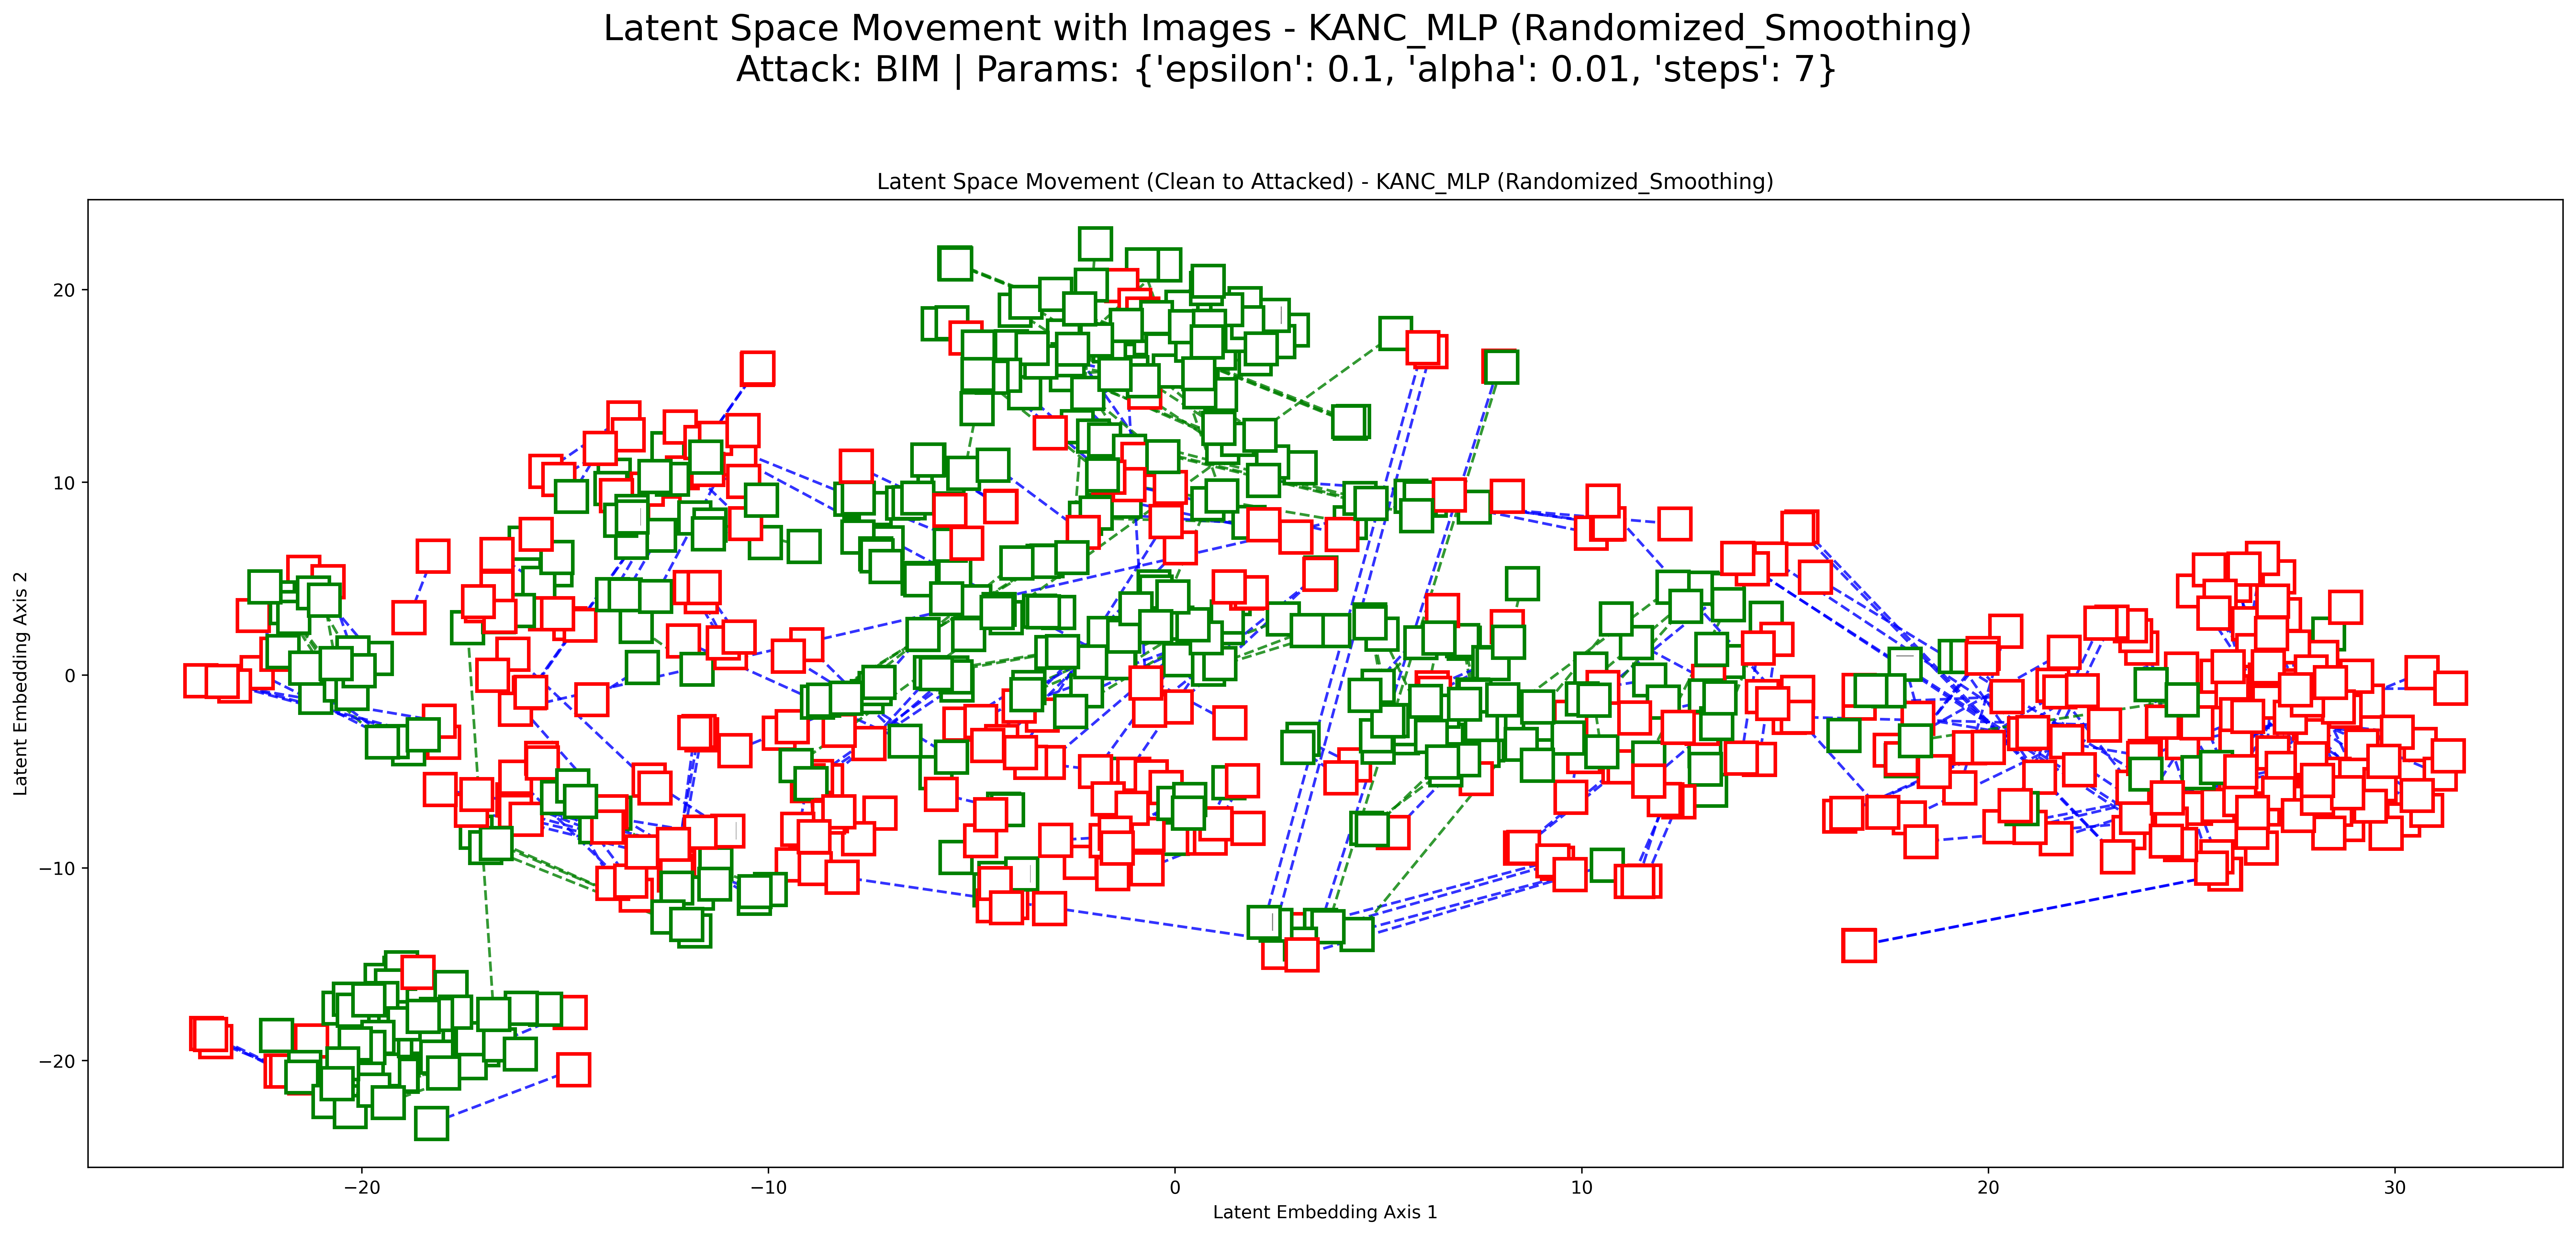 Latent Space Movement with Images - KANC_MLP (Randomized_Smoothing)
Attack: BIM | Params: {'epsilon': 0.1, 'alpha': 0.01, 'steps': 7}
Latent Space Movement (Clean to Attacked) - KANC_MLP (Randomized_Smoothing)
Latent Embedding Axis 2
20
10
0
−10
−20
−20
−10
0
10
20
30
Latent Embedding Axis 1